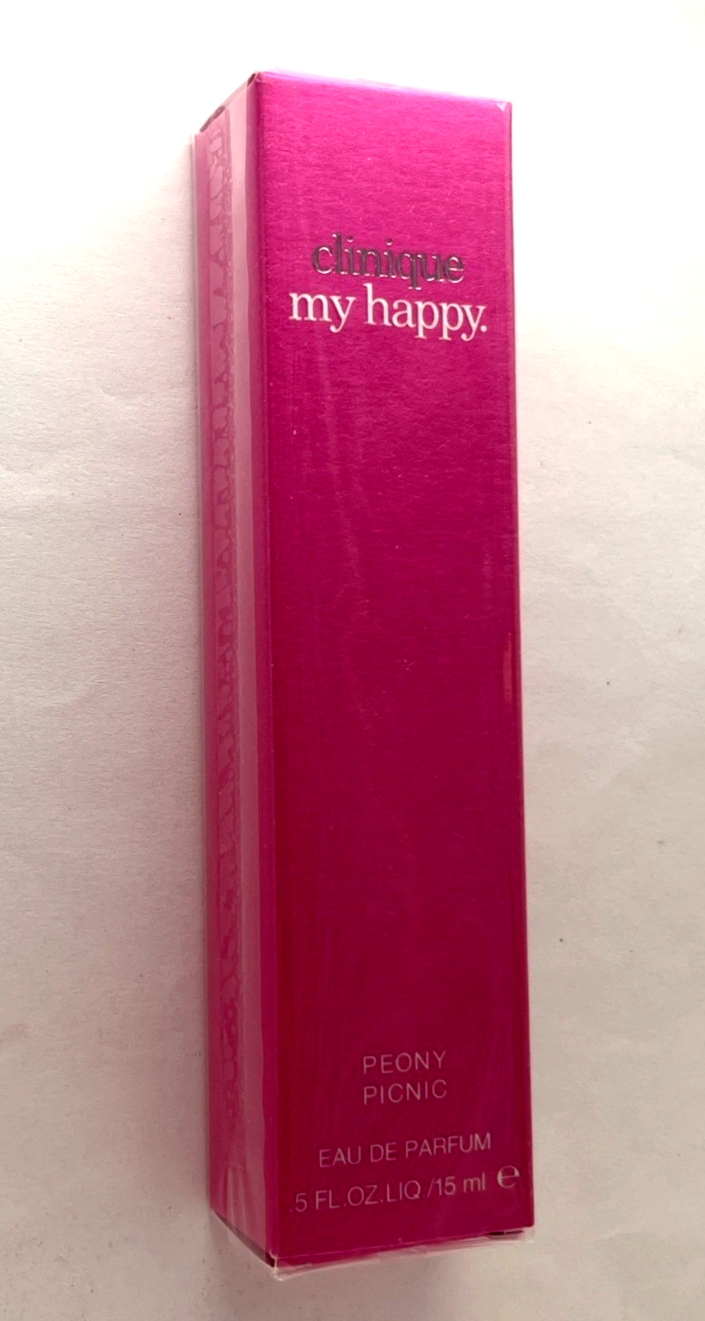 clinique
my happy.
PEONY
PICNIC
EAU DE PARFUM
.5 FL.OZ.LIQ./15 ml ℮